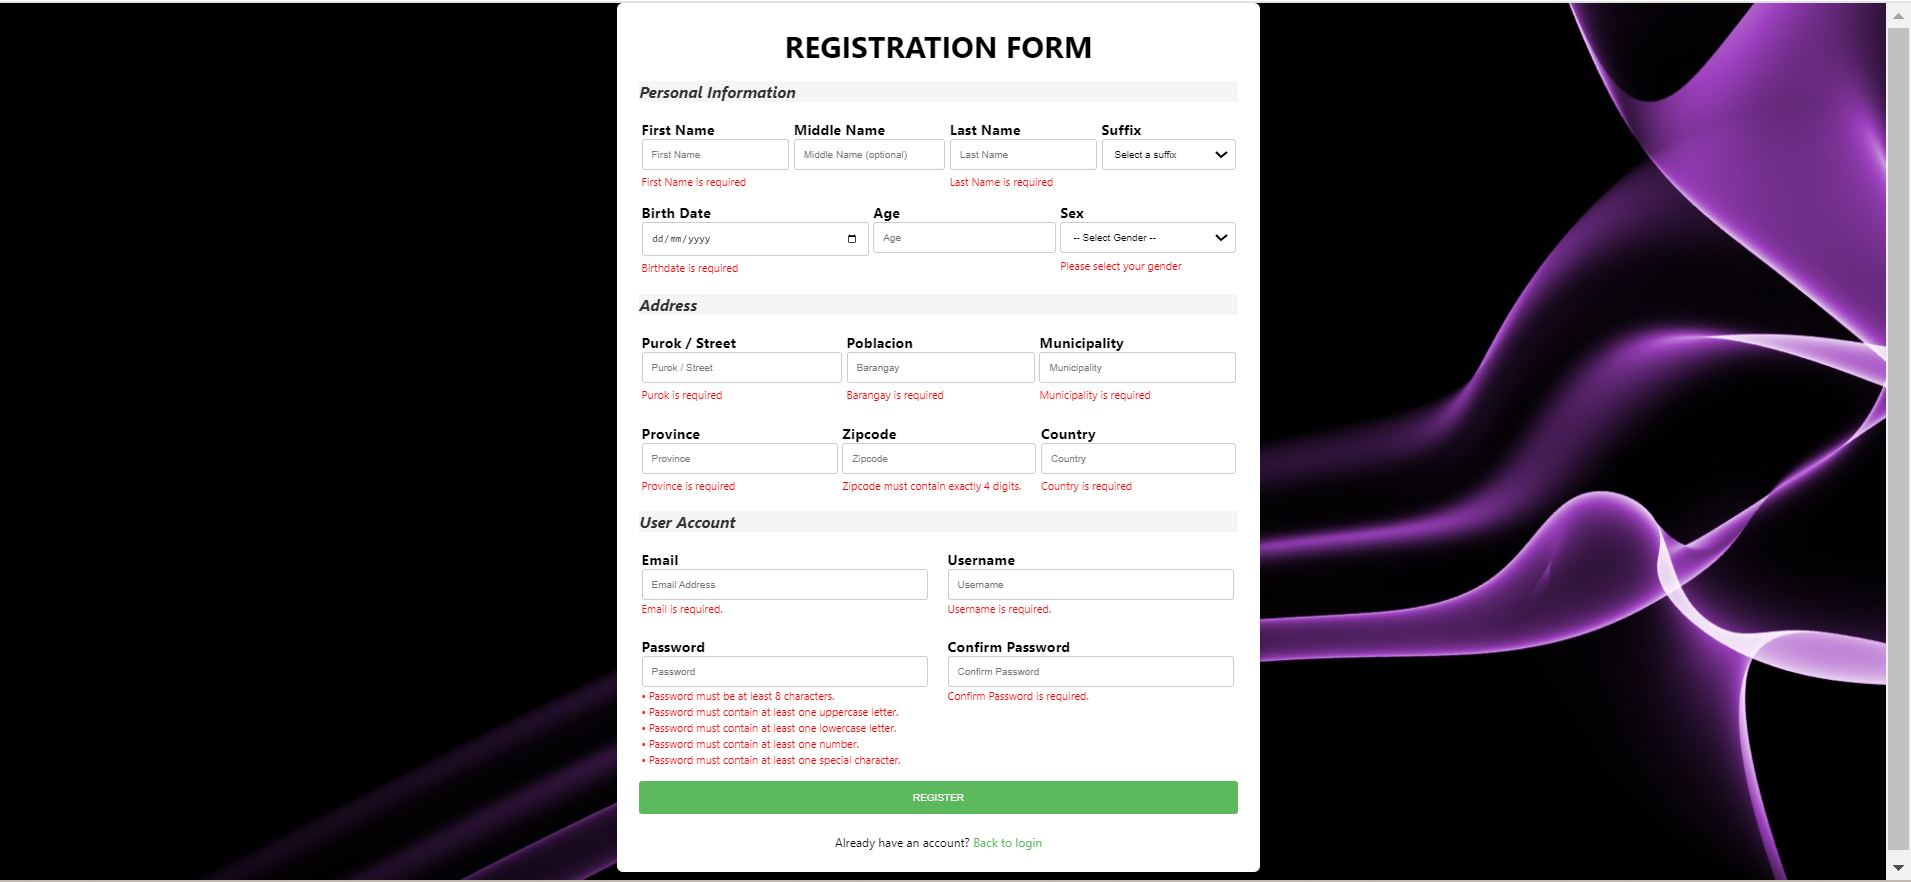 REGISTRATION FORM
Personal Information
First Name Middle Name Last Name Suffix
First Name Middle Name (optional) Last Name Select a suffix
First Name is required Last Name is required
Birth Date Age Sex
dd/mm/yyyy Age -- Select Gender --
Birthdate is required Please select your gender
Address
Purok / Street Poblacion Municipality
Purok / Street Barangay Municipality
Purok is required Barangay is required Municipality is required
Province Zipcode Country
Province Zipcode Country
Province is required Zipcode must contain exactly 4 digits. Country is required
User Account
Email Username
Email Address Username
Email is required. Username is required.
Password Confirm Password
Password Confirm Password
• Password must be at least 8 characters. Confirm Password is required.
• Password must contain at least one uppercase letter.
• Password must contain at least one lowercase letter.
• Password must contain at least one number.
• Password must contain at least one special character.
REGISTER
Already have an account? Back to login